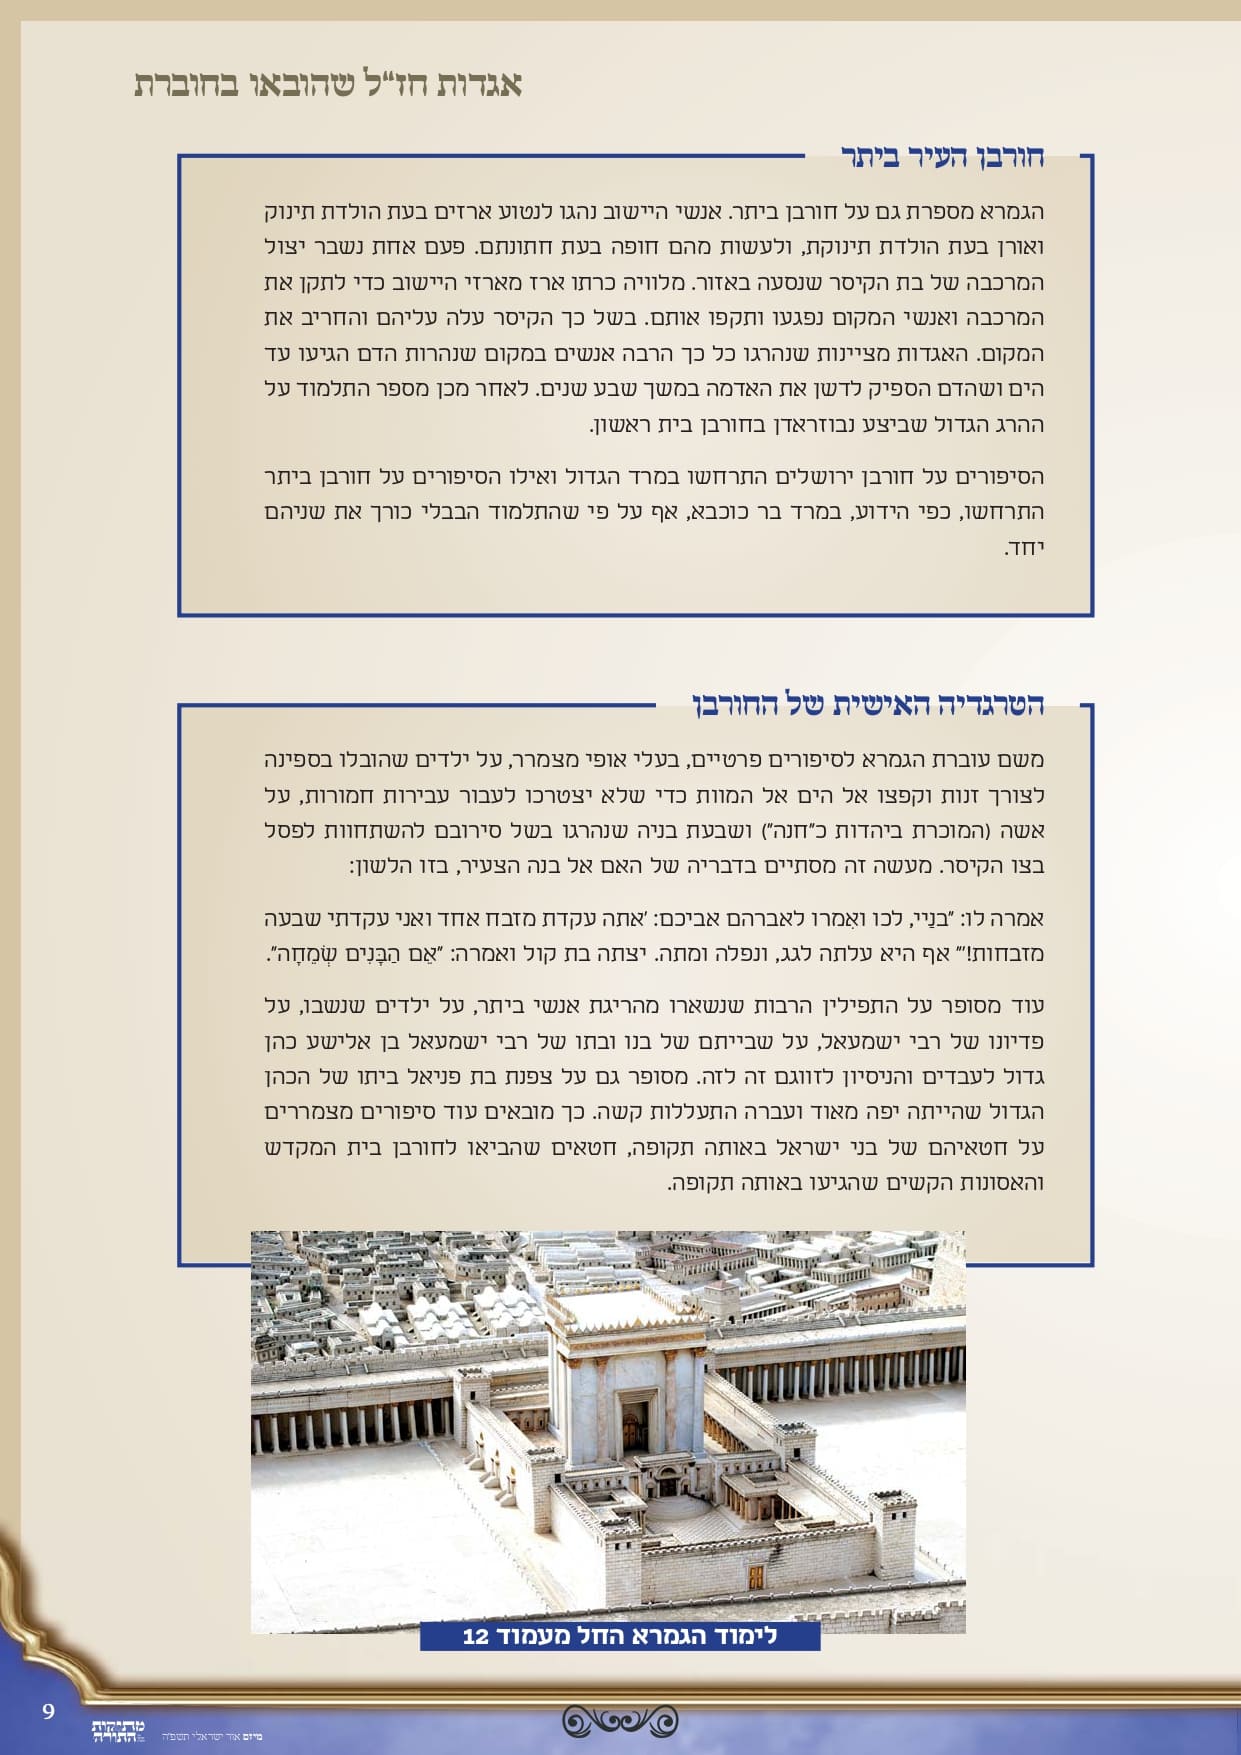 אגדות חז"ל שהובאו בחוברת
חורבן העיר ביתר
הגמרא מספרת גם על חורבן ביתר. אנשי היישוב נהגו לנטוע ארזים בעת הולדת תינוק
ואורן בעת הולדת תינוקת, ולעשות מהם חופה בעת חתונתם. פעם אחת נשבר יצול
המרכבה של בת הקיסר שנסעה באזור. מלוויה כרתו ארז מארזי היישוב כדי לתקן את
המרכבה ואנשי המקום נפגעו ותקפו אותם. בשל כך הקיסר עלה עליהם והחריב את
המקום. האגדות מציינות שנהרגו כל כך הרבה אנשים במקום שנהרות הדם הגיעו עד
הים ושהדם הספיק לדשן את האדמה במשך שבע שנים. לאחר מכן מספר התלמוד על
ההרג הגדול שביצע נבוזראדן בחורבן בית ראשון.
הסיפורים על חורבן ירושלים התרחשו במרד הגדול ואילו הסיפורים על חורבן ביתר
התרחשו, כפי הידוע, במרד בר כוכבא, אף על פי שהתלמוד הבבלי כורך את שניהם
יחד.
הטרגדיה האישית של החורבן
משם עוברת הגמרא לסיפורים פרטיים, בעלי אופי מצמרר, על ילדים שהובלו בספינה
לצורך זנות וקפצו אל הים אל המוות כדי שלא יצטרכו לעבור עבירות חמורות, על
אשה (המוכרת ביהדות כ"חנה") ושבעת בניה שנהרגו בשל סירובם להשתחוות לפסל
בצו הקיסר. מעשה זה מסתיים בדבריה של האם אל בנה הצעיר, בזו הלשון:
אמרה לו: "בנַיי, לכו ואִמרו לאברהם אביכם: 'אתה עקדת מזבח אחד ואני עקדתי שבעה
מזבחות!'" אף היא עלתה לגג, ונפלה ומתה. יצתה בת קול ואמרה: "אֵם הַבָּנִים שְׂמֵחָה".
עוד מסופר על התפילין הרבות שנשארו מהריגת אנשי ביתר, על ילדים שנשבו, על
פדיונו של רבי ישמעאל, על שבייתם של בנו ובתו של רבי ישמעאל בן אלישע כהן
גדול לעבדים והניסיון לזווגם זה לזה. מסופר גם על צפנת בת פניאל ביתו של הכהן
הגדול שהייתה יפה מאוד ועברה התעללות קשה. כך מובאים עוד סיפורים מצמררים
על חטאיהם של בני ישראל באותה תקופה, חטאים שהביאו לחורבן בית המקדש
והאסונות הקשים שהגיעו באותה תקופה.
לימוד הגמרא החל מעמוד 12
9
מתיקות
התורה
מיזם אור ישראלי תשפ"ה